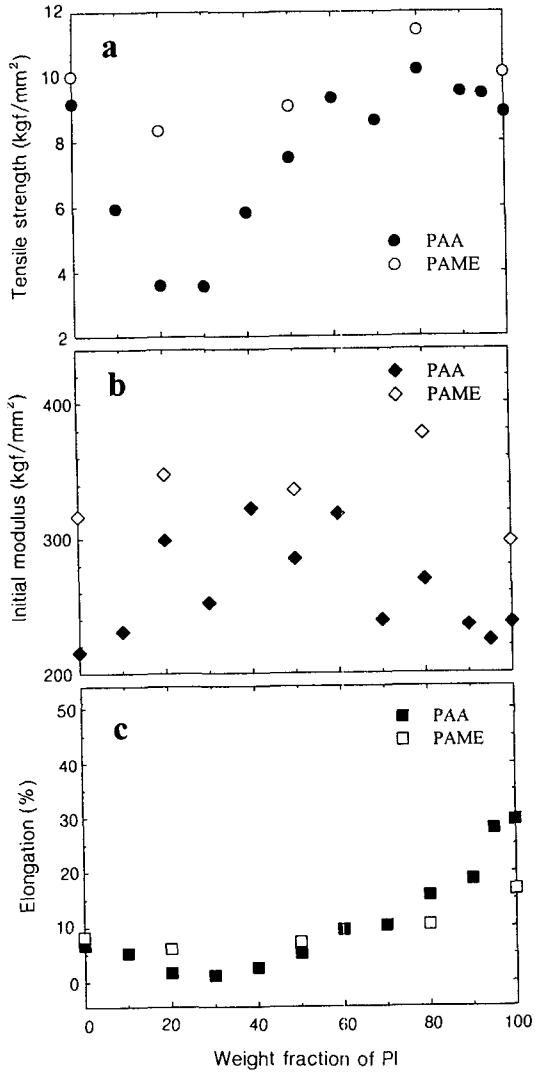 12
10
8
6
4
2
Tensile strength (kgf/mm²)
a
PAA
PAME
400
300
200
Initial modulus (kgf/mm²)
b
PAA
PAME
50
40
30
20
10
0
Elongation (%)
c
PAA
PAME
0 20 40 60 80 100
Weight fraction of PI